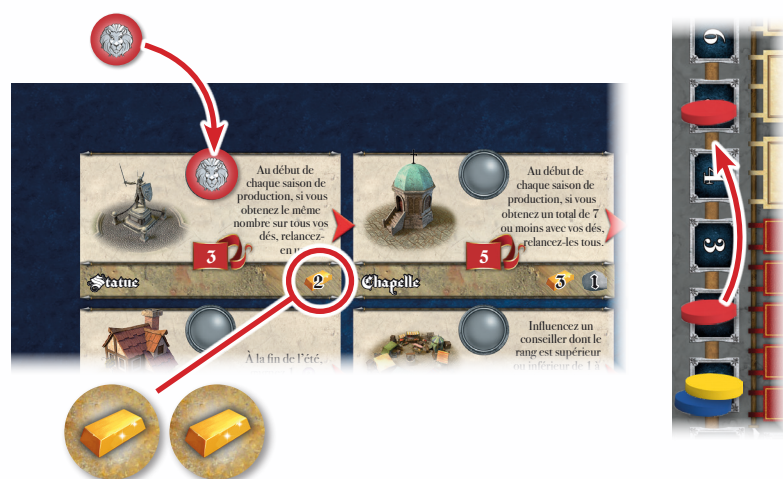 Au début de
chaque saison de
production, si vous
obtenez le même
nombre sur tous vos
dés, relancez-
en
3
Statue
2
Au début de
chaque saison de
production, si vous
obtenez un total de 7
ou moins avec vos dés,
relancez-les tous.
5
Chapelle
3 1
À la fin de l'été,
Influencez un
conseiller dont le
rang est supérieur
ou inférieur de 1 à
6
4
3